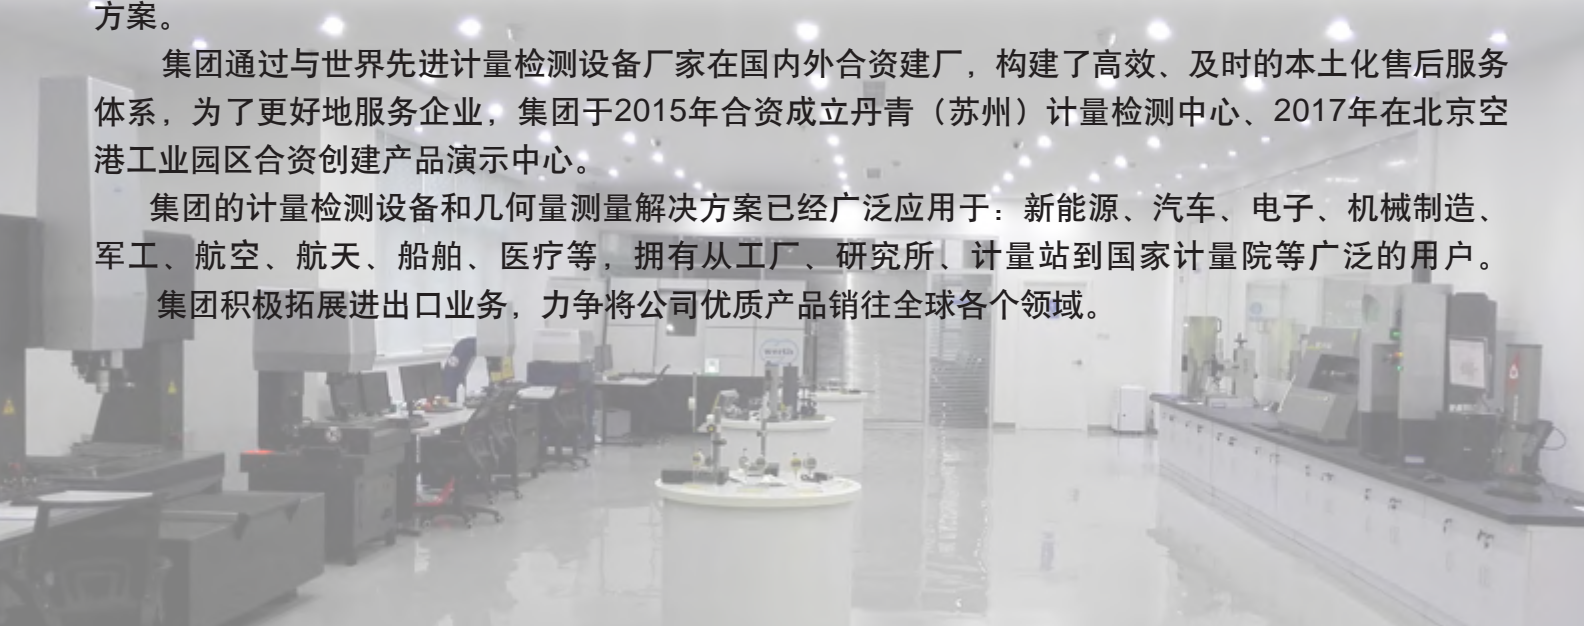 方案。
集团通过与世界先进计量检测设备厂家在国内外合资建厂，构建了高效、及时的本土化售后服务
体系，为了更好地服务企业，集团于2015年合资成立丹青（苏州）计量检测中心、2017年在北京空
港工业园区合资创建产品演示中心。
集团的计量检测设备和几何量测量解决方案已经广泛应用于：新能源、汽车、电子、机械制造、
军工、航空、航天、船舶、医疗等，拥有从工厂、研究所、计量站到国家计量院等广泛的用户。
集团积极拓展进出口业务，力争将公司优质产品销往全球各个领域。
werth